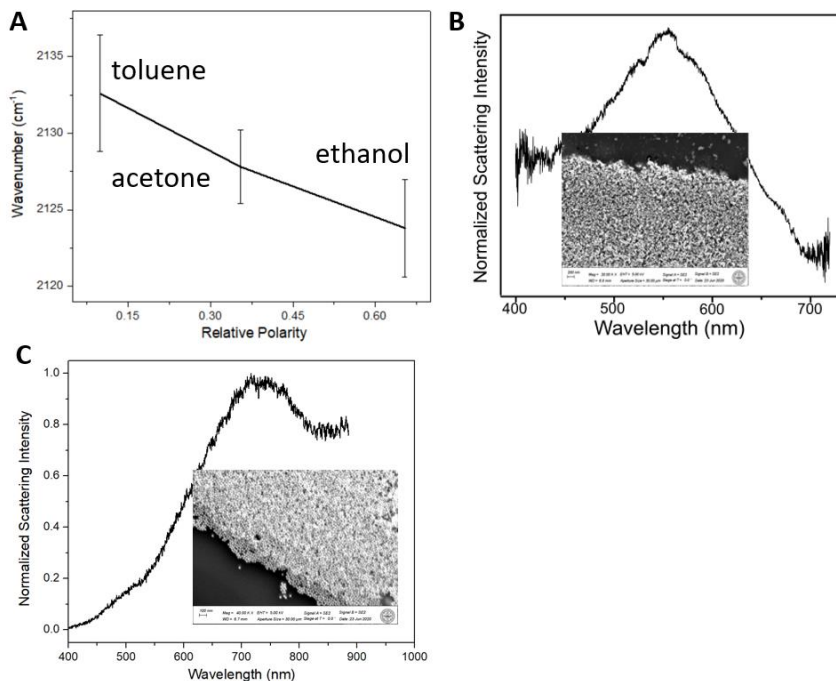 A
2135
2130
2125
2120
Wavenumber (cm⁻¹)
toluene
acetone
ethanol
0.15
0.30
0.45
0.60
Relative Polarity
B
Normalized Scattering Intensity
400
500
600
700
Wavelength (nm)
C
1.0
0.8
0.6
0.4
0.2
0.0
Normalized Scattering Intensity
400
500
600
700
800
900
1000
Wavelength (nm)